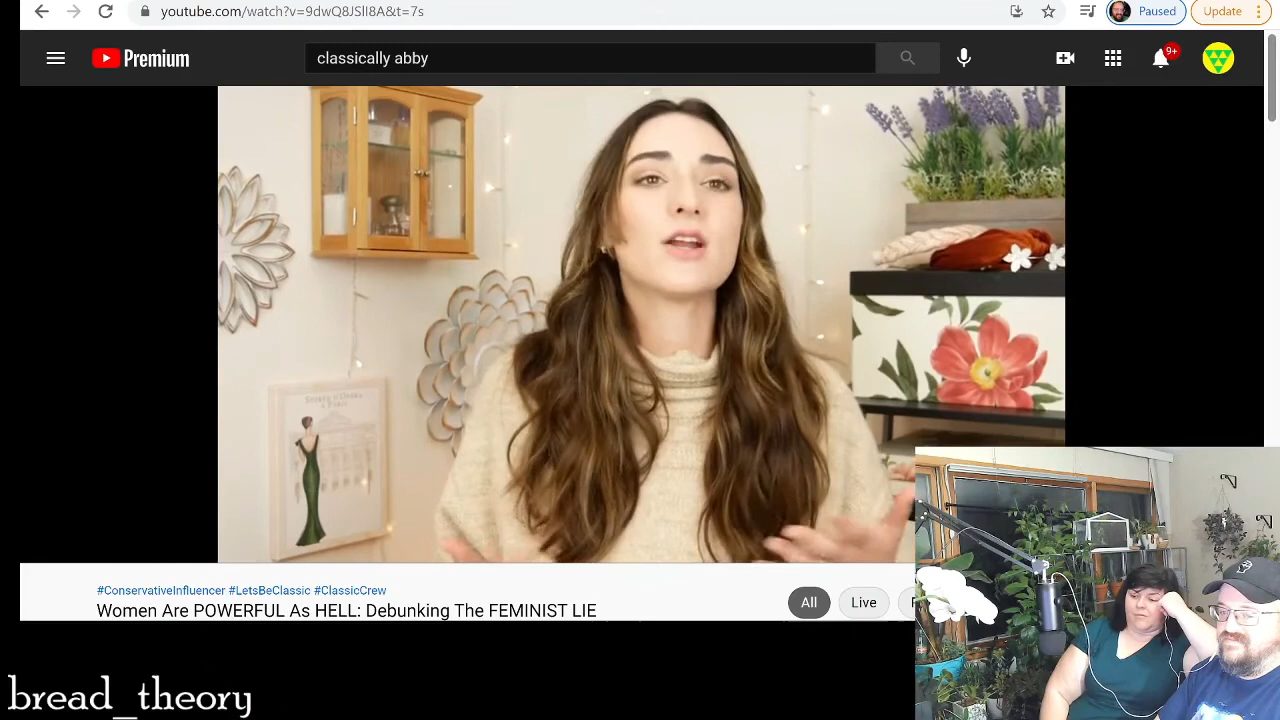 youtube.com/watch?v=9dwQ8JSlI8A&t=7s
Paused
Update
Premium
classically abby
9+
#ConservativeInfluencer #LetsBeClassic #ClassicCrew
Women Are POWERFUL As HELL: Debunking The FEMINIST LIE
All
Live
bread_theory